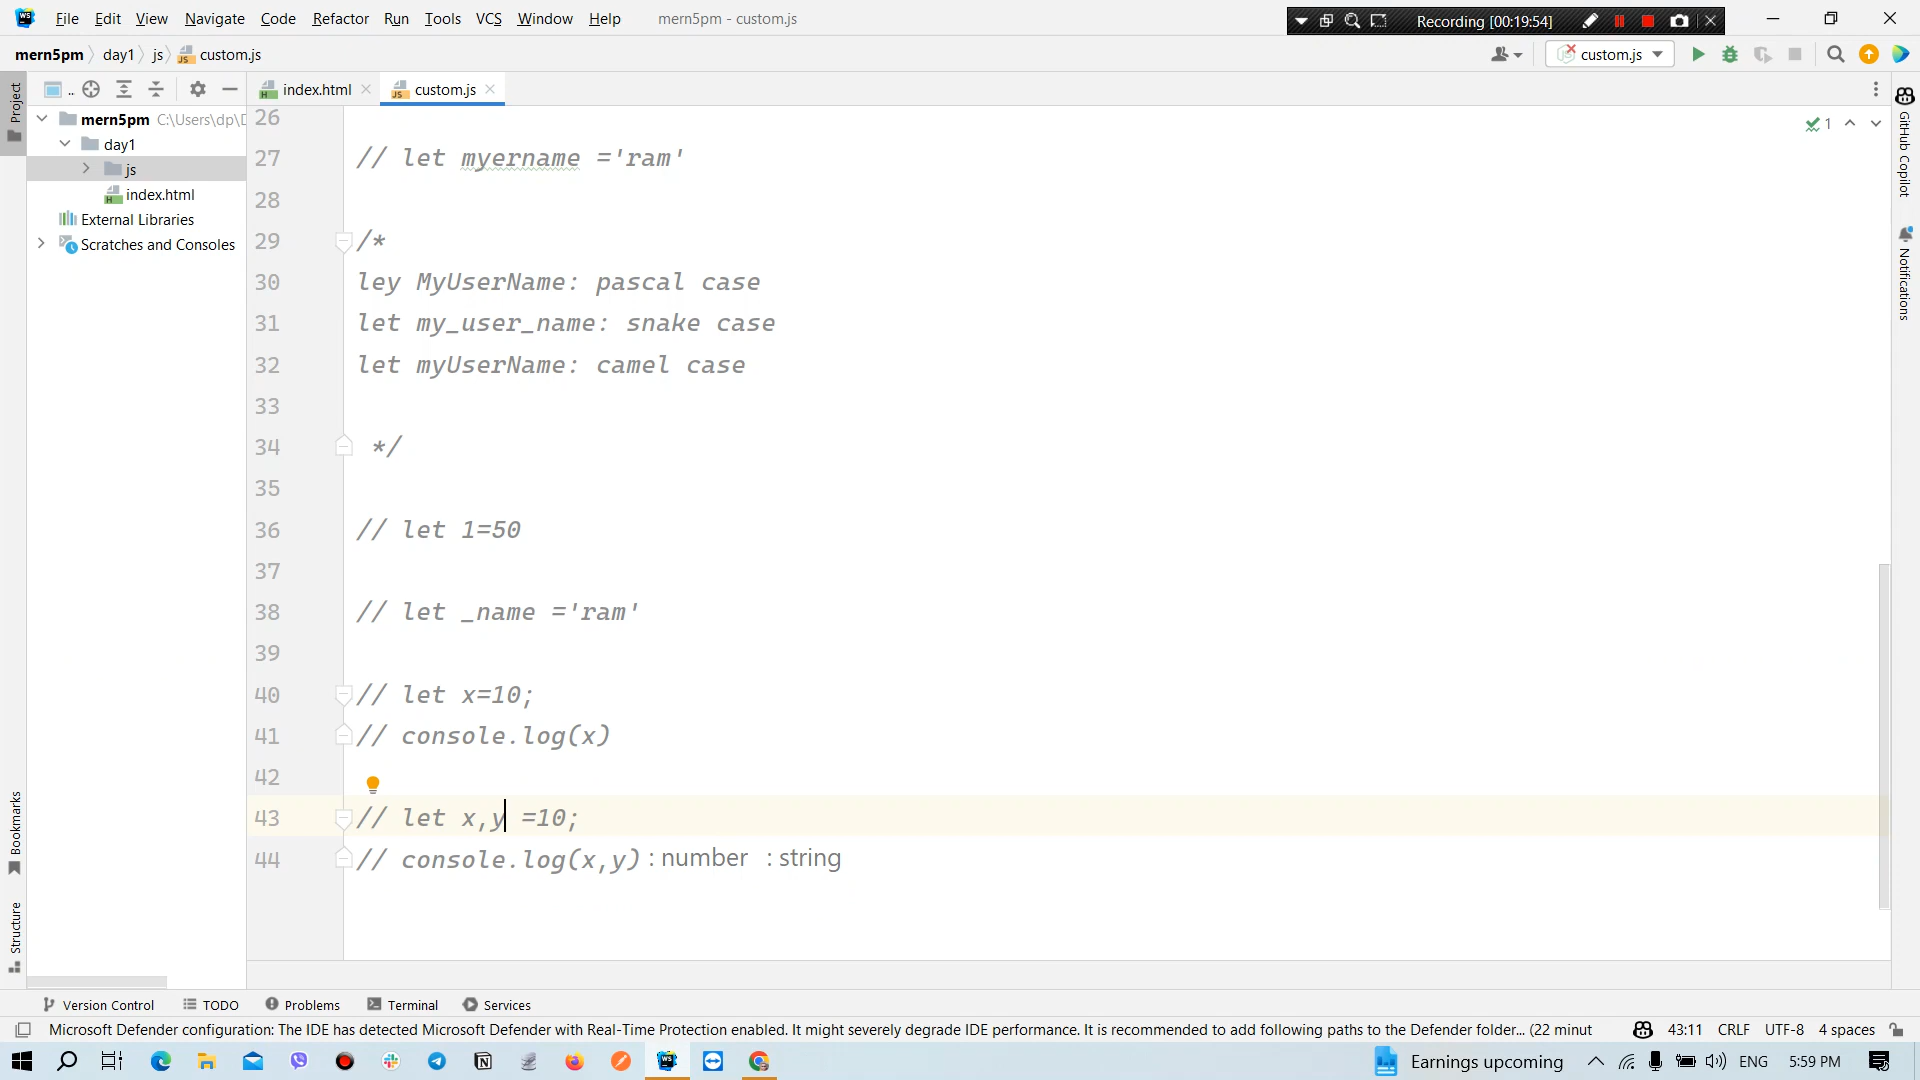 File Edit View Navigate Code Refactor Run Tools VCS Window Help mern5pm - custom.js
Recording [00:19:54]
mern5pm day1 js custom.js
custom.js
Project
index.html custom.js
mern5pm C:\Users\dp\D
day1
js
index.html
External Libraries
Scratches and Consoles
26
27 // let myername ='ram'
28
29 /*
30 ley MyUserName: pascal case
31 let my_user_name: snake case
32 let myUserName: camel case
33
34 */
35
36 // let 1=50
37
38 // let _name ='ram'
39
40 // let x=10;
41 // console.log(x)
42
43 // let x,y =10;
44 // console.log(x,y) : number : string
1
GitHub Copilot
Notifications
Bookmarks
Structure
Version Control TODO Problems Terminal Services
Microsoft Defender configuration: The IDE has detected Microsoft Defender with Real-Time Protection enabled. It might severely degrade IDE performance. It is recommended to add following paths to the Defender folder... (22 minut 43:11 CRLF UTF-8 4 spaces
Earnings upcoming ENG 5:59 PM